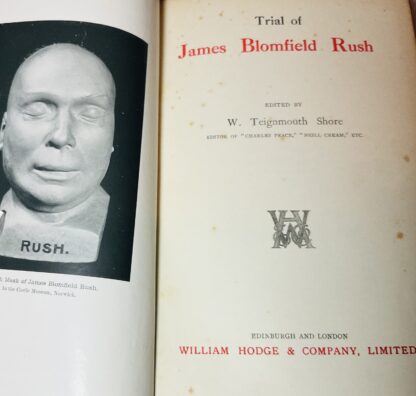 RUSH.
Mask of James Blomfield Rush.
in the Castle Museum, Norwich.
Trial of
James Blomfield Rush
EDITED BY
W. Teignmouth Shore
EDITOR OF "CHARLES PEACE," "NEILL CREAM," ETC.
EDINBURGH AND LONDON
WILLIAM HODGE & COMPANY, LIMITED